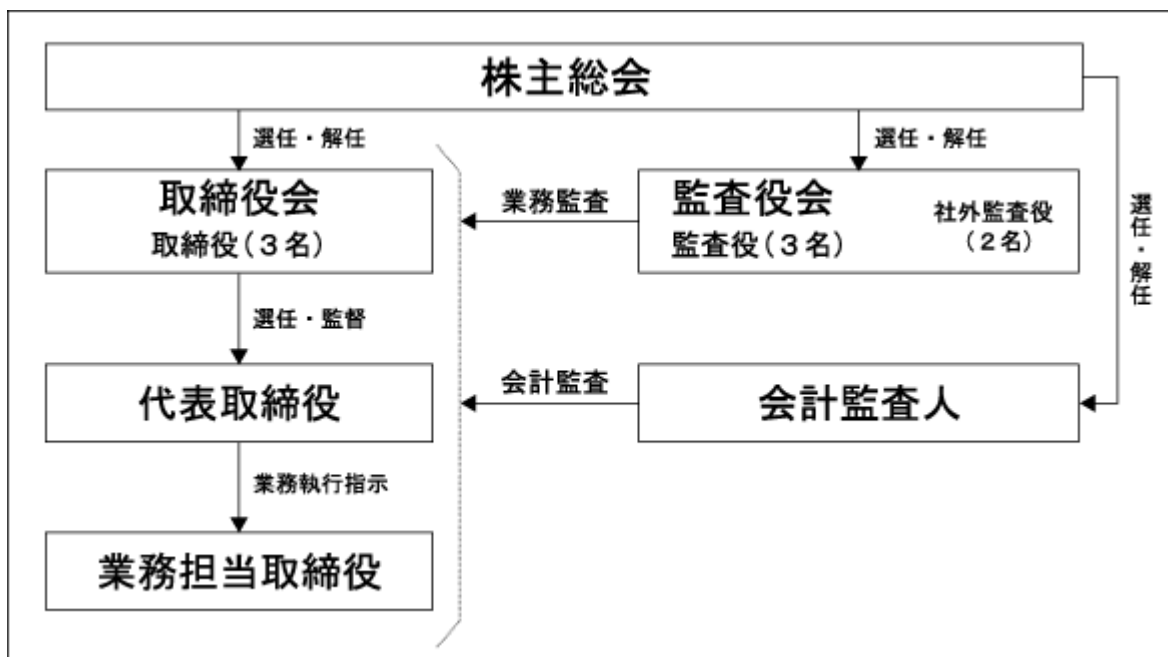 株主総会
選任・解任
選任・解任
取締役会
取締役(3名)
業務監査
監査役会
監査役(3名)
社外監査役
(2名)
選任・解任
選任・監督
代表取締役
会計監査
会計監査人
業務執行指示
業務担当取締役